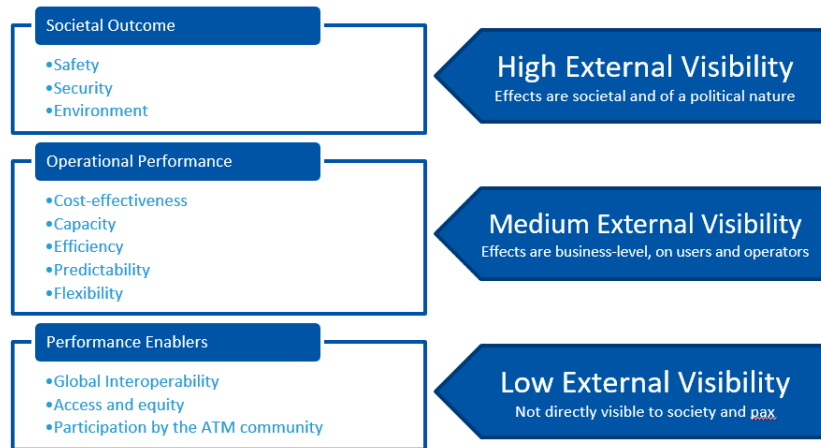 Societal Outcome
•Safety
•Security
•Environment
High External Visibility
Effects are societal and of a political nature
Operational Performance
•Cost-effectiveness
•Capacity
•Efficiency
•Predictability
•Flexibility
Medium External Visibility
Effects are business-level, on users and operators
Performance Enablers
•Global Interoperability
•Access and equity
•Participation by the ATM community
Low External Visibility
Not directly visible to society and pax